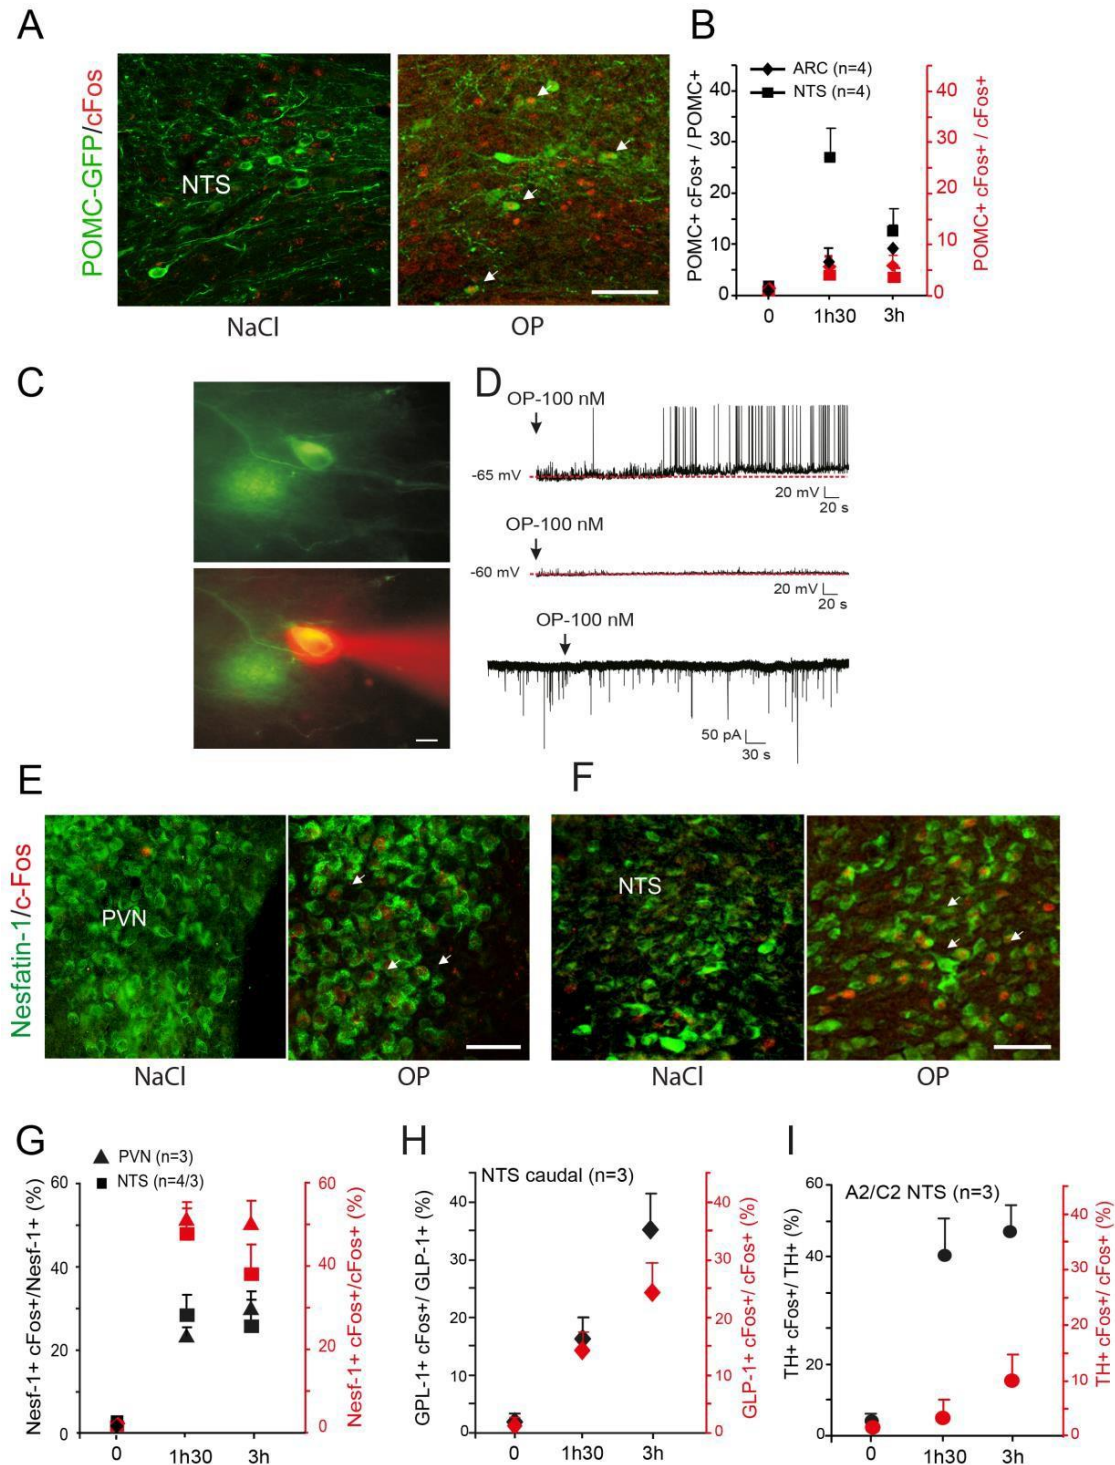 A
POMC-GFP/cFos
NTS
NaCl
OP
B
ARC (n=4)
NTS (n=4)
POMC+ cFos+ / POMC+
POMC+ cFos+ / cFos+
40
30
20
10
0
40
30
20
10
0
0 1h30 3h
C
D
OP-100 nM
-65 mV
20 mV
20 s
OP-100 nM
-60 mV
20 mV
20 s
OP-100 nM
50 pA
30 s
E
Nesfatin-1/c-Fos
PVN
NaCl
OP
F
NTS
NaCl
OP
G
PVN (n=3)
NTS (n=4/3)
Nesf-1+ cFos+/Nesf-1+ (%)
Nesf-1+ cFos+/cFos+ (%)
60
40
20
0
60
40
20
0
0 1h30 3h
H
NTS caudal (n=3)
GPL-1+ cFos+/ GLP-1+ (%)
GLP-1+ cFos+/ cFos+ (%)
40
30
20
10
0
40
30
20
10
0
0 1h30 3h
I
A2/C2 NTS (n=3)
TH+ cFos+/ TH+ (%)
TH+ cFos+/ cFos+ (%)
60
40
20
0
40
30
20
10
0
0 1h30 3h